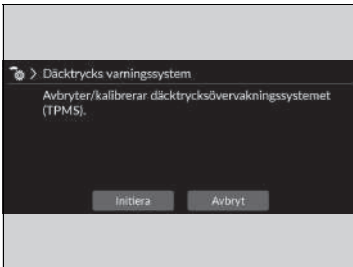 Däcktrycks varningssystem
Avbryter/kalibrerar däcktrycksövervakningssystemet
(TPMS).
Initiera Avbryt